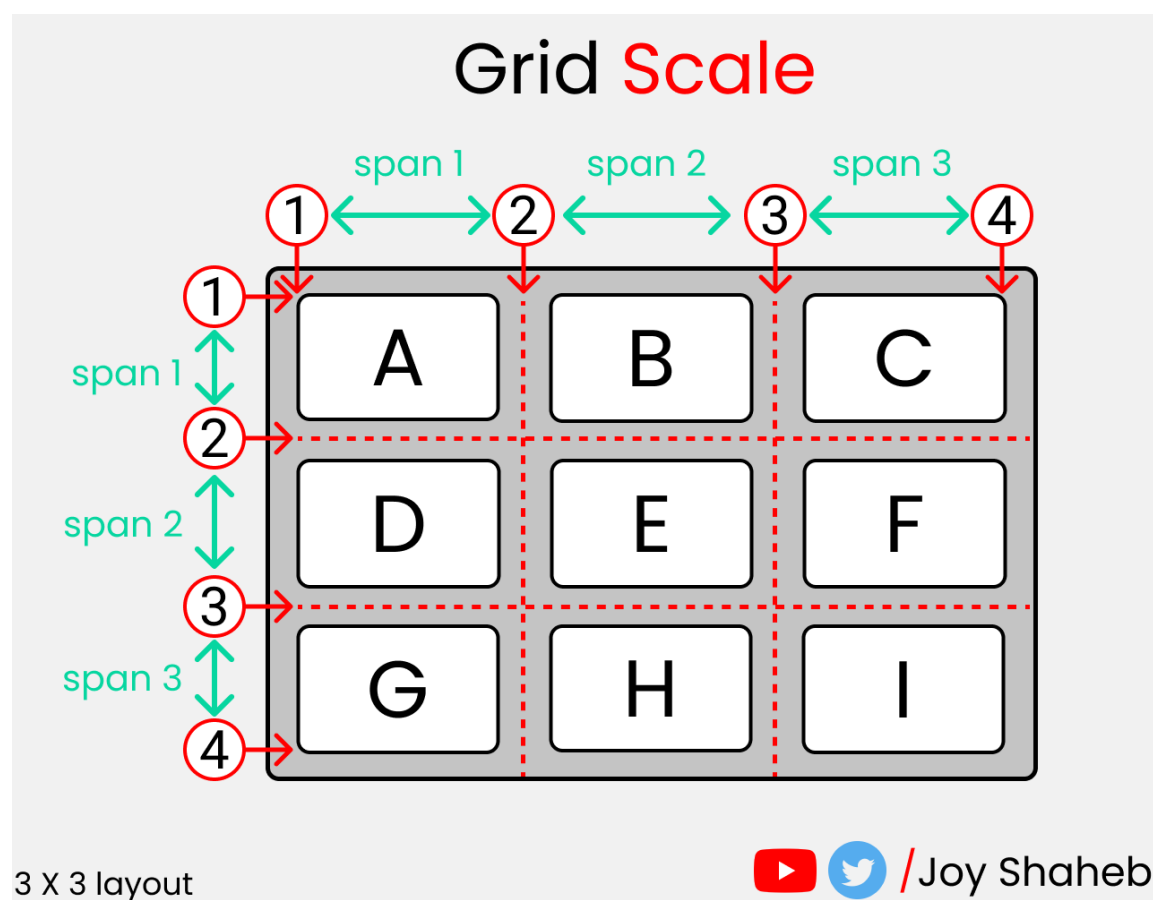 Grid Scale
span 1 span 2 span 3
1 2 3 4
1
A B C
span 1
2
D E F
span 2
3
G H I
span 3
4
3 X 3 layout
/Joy Shaheb